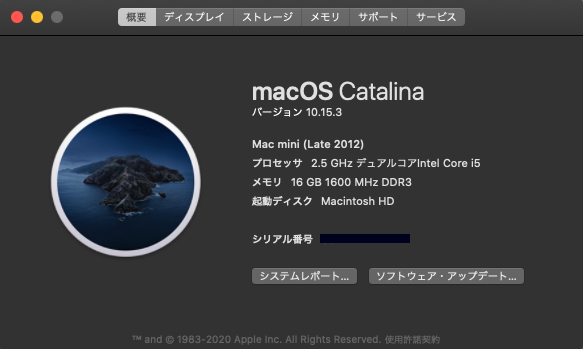 概要 ディスプレイ ストレージ メモリ サポート サービス
macOS Catalina
バージョン 10.15.3
Mac mini (Late 2012)
プロセッサ 2.5 GHz デュアルコアIntel Core i5
メモリ 16 GB 1600 MHz DDR3
起動ディスク Macintosh HD
シリアル番号
システムレポート... ソフトウェア・アップデート...
™ and © 1983-2020 Apple Inc. All Rights Reserved. 使用許諾契約